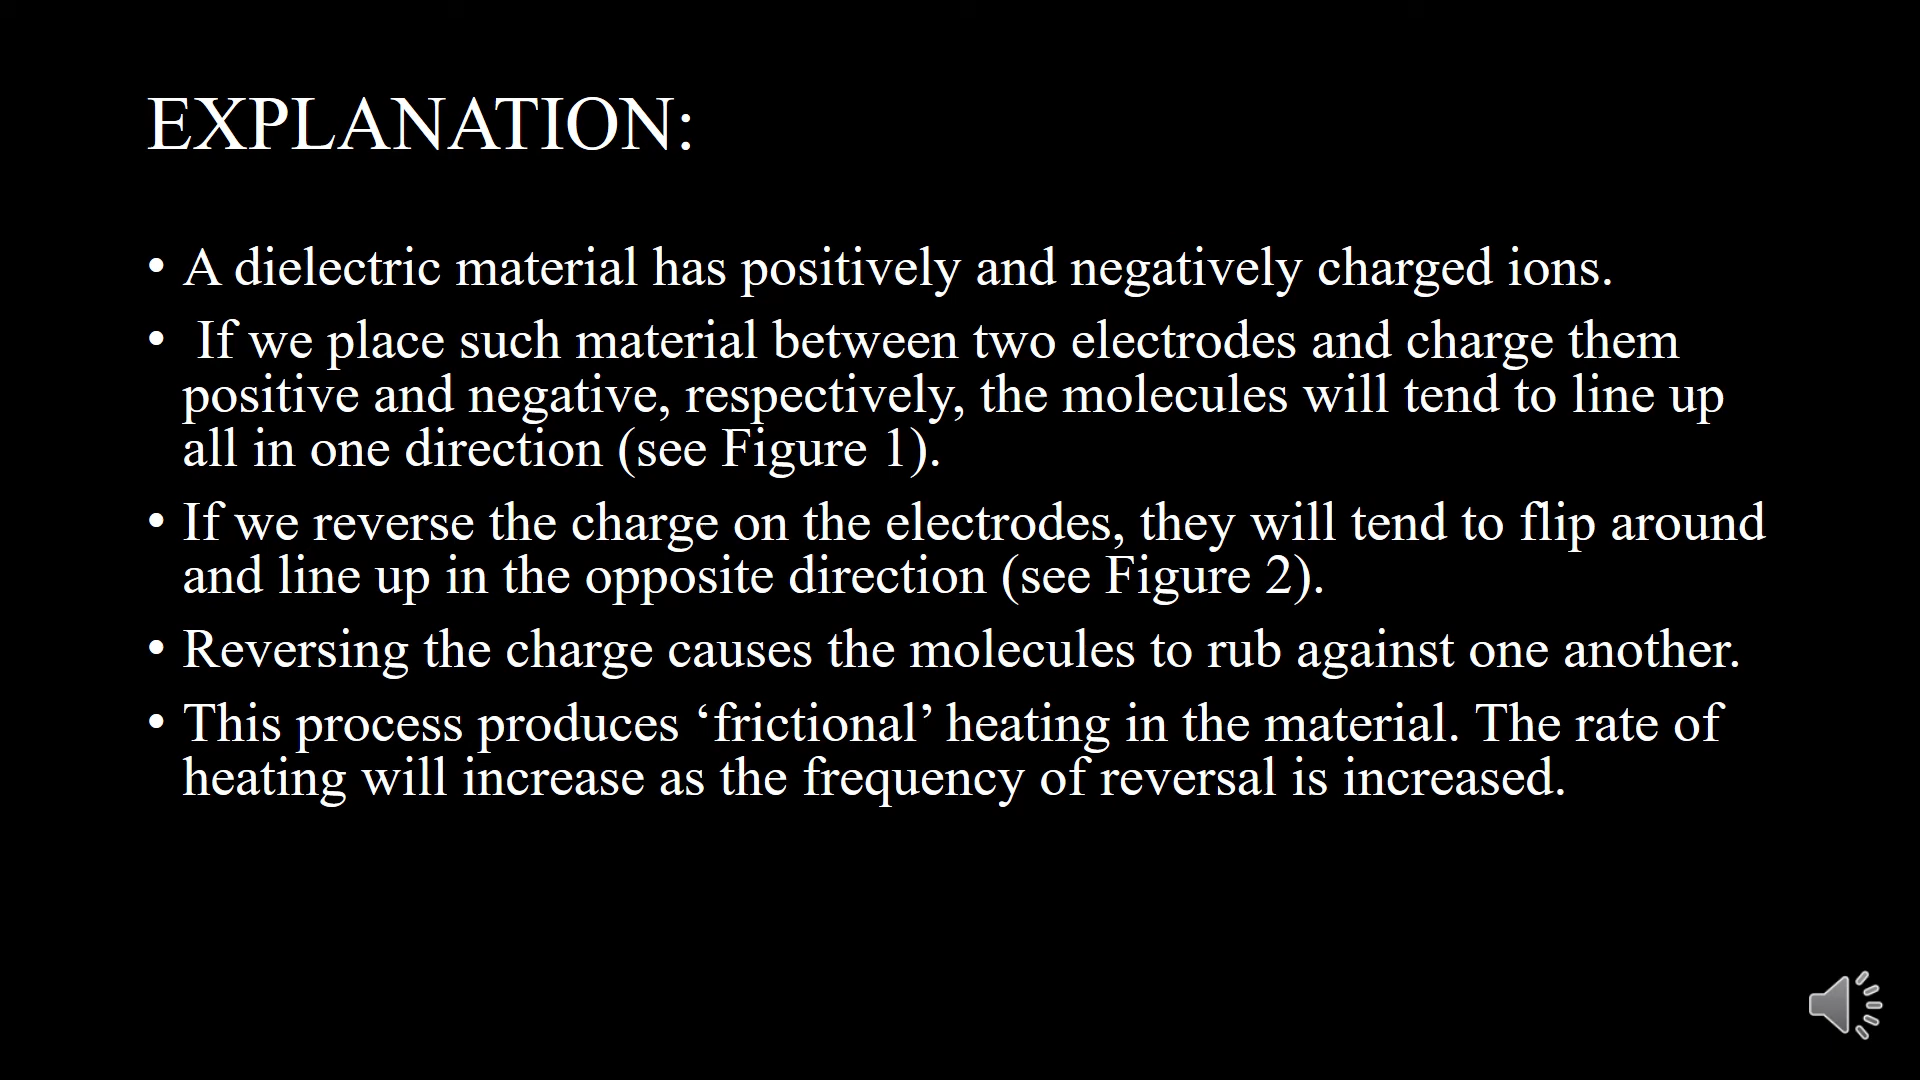 EXPLANATION:
• A dielectric material has positively and negatively charged ions.
• If we place such material between two electrodes and charge them
positive and negative, respectively, the molecules will tend to line up
all in one direction (see Figure 1).
• If we reverse the charge on the electrodes, they will tend to flip around
and line up in the opposite direction (see Figure 2).
• Reversing the charge causes the molecules to rub against one another.
• This process produces ‘frictional’ heating in the material. The rate of
heating will increase as the frequency of reversal is increased.